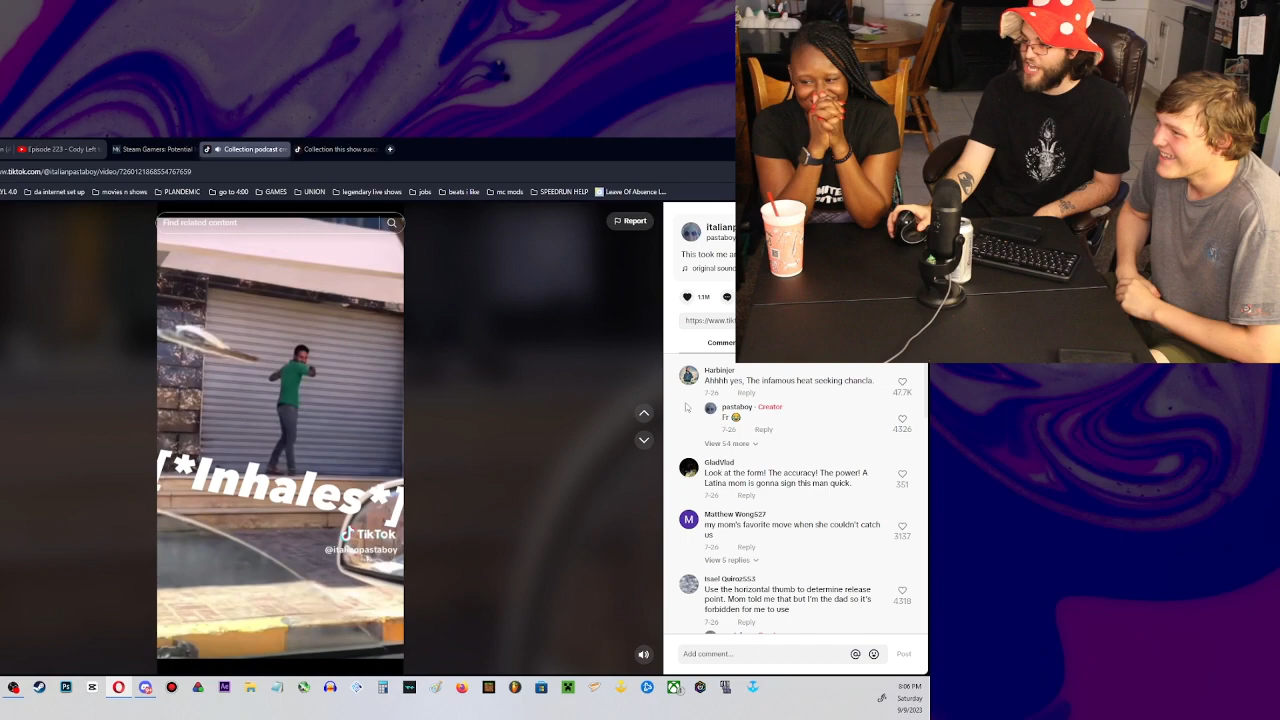 Episode 223 - Cody Left
Steam Gamers: Potential
Collection podcast c
Collection this show succ
w.tiktok.com/@italianpastaboy/video/7260121868554767659
YL 4.0
da internet set up
movies n shows
PLANDEMIC
go to 4:00
GAMES
UNION
legendary live shows
jobs
beats i like
mc mods
SPEEDRUN HELP
Leave Of Absence L...
Find related content
Report
[*Inhales*]
TikTok
@italianpastaboy
italianp
pastaboy
This took me a
original soun
1.1M
https://www.tik
Comme
Harbinjer
Ahhhh yes, The infamous heat seeking chancla.
7-26 Reply
47.7K
pastaboy · Creator
Fr 😂
7-26 Reply
4326
View 54 more
GladVlad
Look at the form! The accuracy! The power! A
Latina mom is gonna sign this man quick.
7-26 Reply
351
M
Matthew Wong527
my mom's favorite move when she couldn't catch
us
7-26 Reply
3137
View 5 replies
Isael Quiroz553
Use the horizontal thumb to determine release
point. Mom told me that but I'm the dad so it's
forbidden for me to use
7-26 Reply
4318
Add comment...
Post
8:06 PM
Saturday
9/9/2023